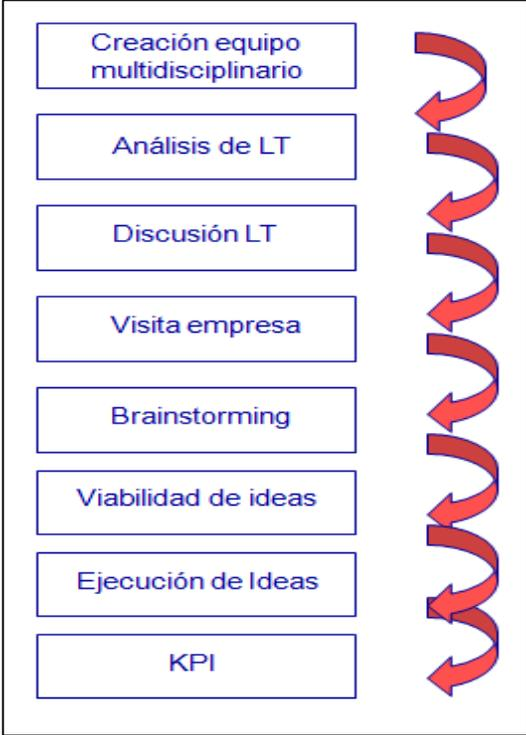 Creación equipo
multidisciplinario
Análisis de LT
Discusión LT
Visita empresa
Brainstorming
Viabilidad de ideas
Ejecución de Ideas
KPI